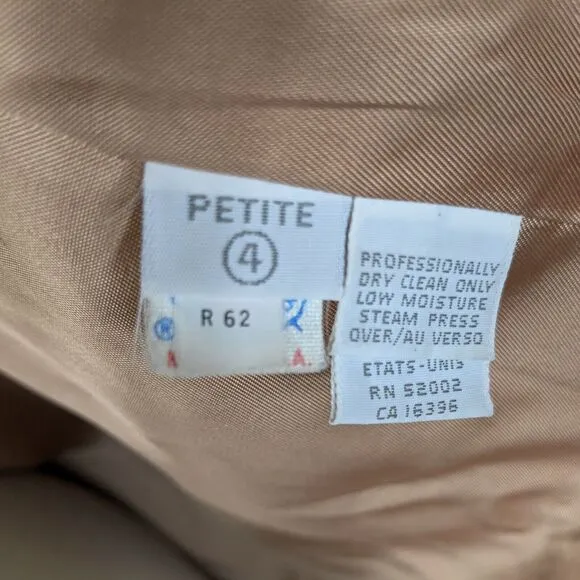 PETITE
4
R 62
®
A
A.
PROFESSIONALLY
DRY CLEAN ONLY
LOW MOISTURE
STEAM PRESS
OVER/AU VERSO
ETATS-UNIS
RN 52002
CA 16396